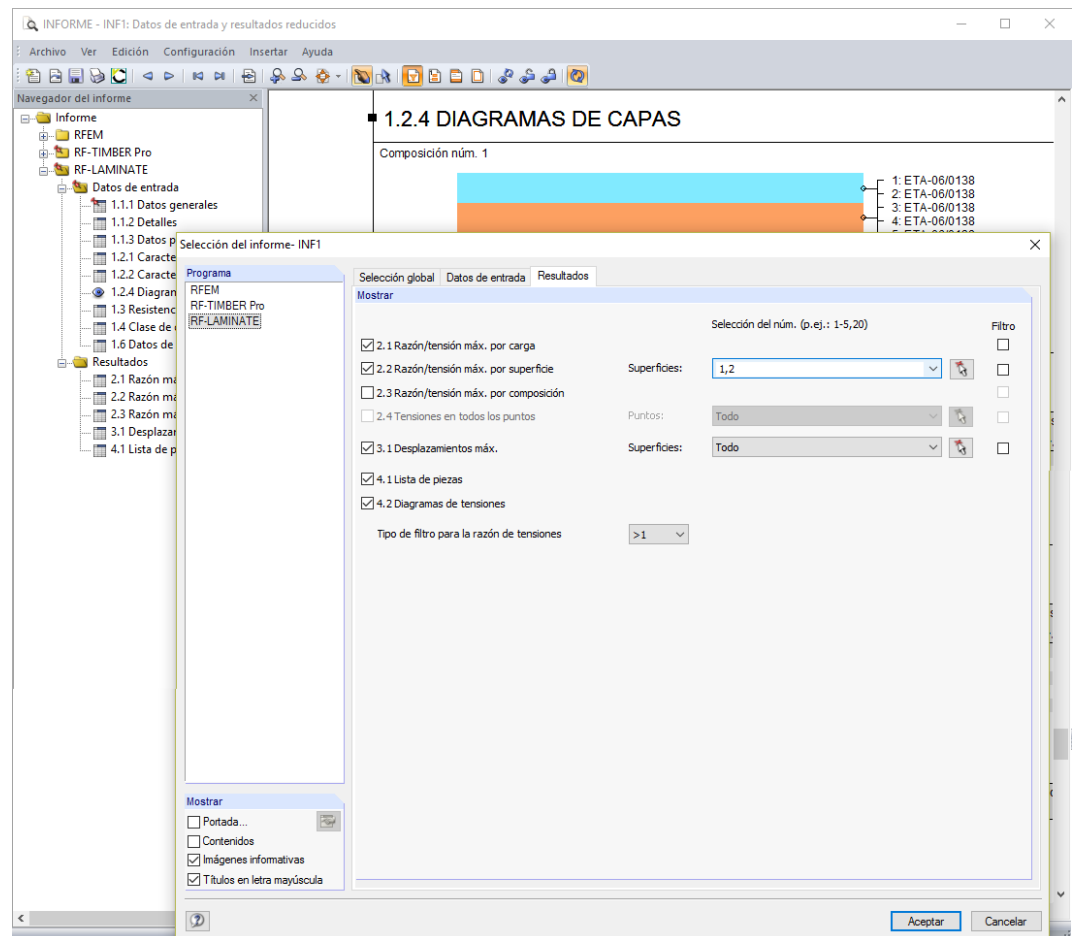 INFORME - INF1: Datos de entrada y resultados reducidos
Archivo Ver Edición Configuración Insertar Ayuda
Navegador del informe
Informe
RFEM
RF-TIMBER Pro
RF-LAMINATE
Datos de entrada
1.1.1 Datos generales
1.1.2 Detalles
1.1.3 Datos p
1.2.1 Caracte
1.2.2 Caracte
1.2.4 Diagran
1.3 Resistenc
1.4 Clase de
1.6 Datos de
Resultados
2.1 Razón má
2.2 Razón má
2.3 Razón má
3.1 Desplazar
4.1 Lista de p
1.2.4 DIAGRAMAS DE CAPAS
Composición núm. 1
1: ETA-06/0138
2: ETA-06/0138
3: ETA-06/0138
4: ETA-06/0138
Selección del informe- INF1
Programa
RFEM
RF-TIMBER Pro
RF-LAMINATE
Selección global Datos de entrada Resultados
Mostrar
Selección del núm. (p.ej.: 1-5,20) Filtro
2.1 Razón/tensión máx. por carga
2.2 Razón/tensión máx. por superficie Superficies: 1,2
2.3 Razón/tensión máx. por composición
2.4 Tensiones en todos los puntos Puntos: Todo
3.1 Desplazamientos máx. Superficies: Todo
4.1 Lista de piezas
4.2 Diagramas de tensiones
Tipo de filtro para la razón de tensiones >1
Mostrar
Portada...
Contenidos
Imágenes informativas
Títulos en letra mayúscula
Aceptar Cancelar